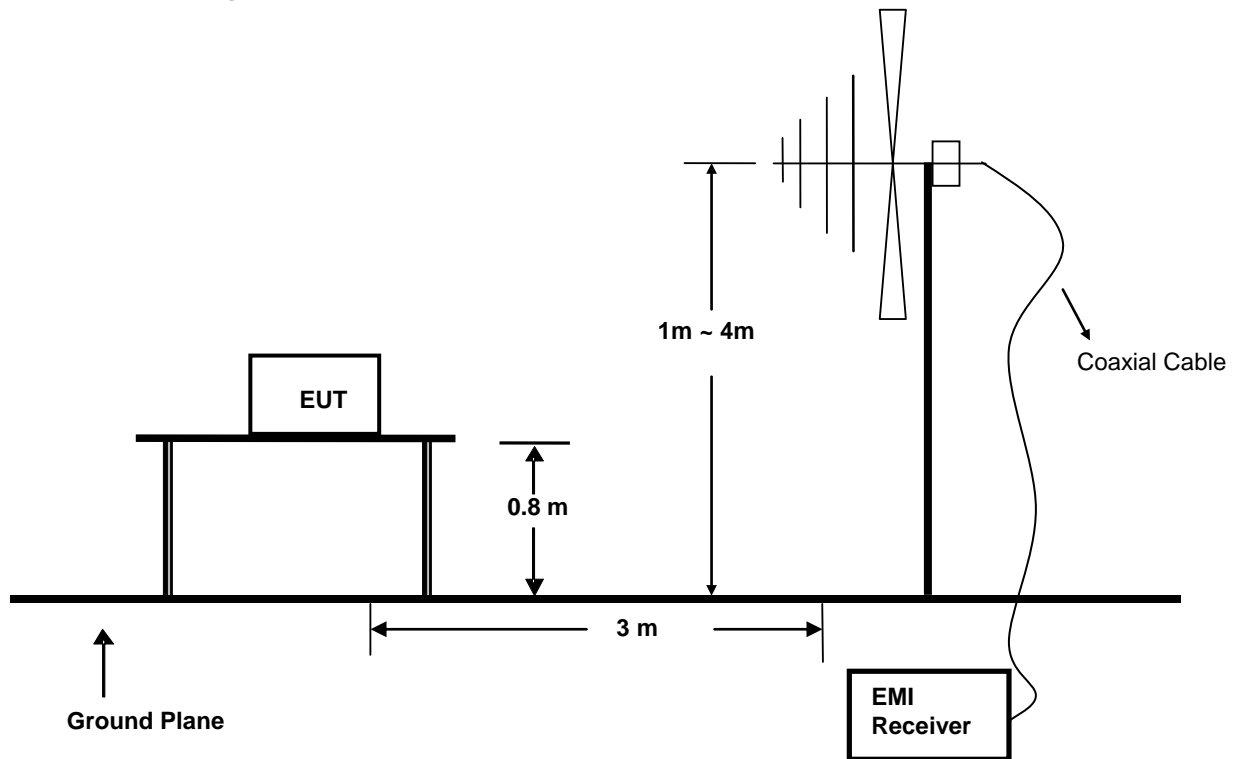 1m ~ 4m
Coaxial Cable
EUT
0.8 m
3 m
Ground Plane
EMI
Receiver